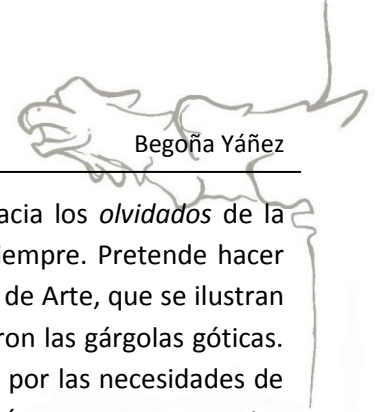 Begoña Yáñez
acia los olvidados de la
iempre. Pretende hacer
de Arte, que se ilustran
ron las gárgolas góticas.
por las necesidades de